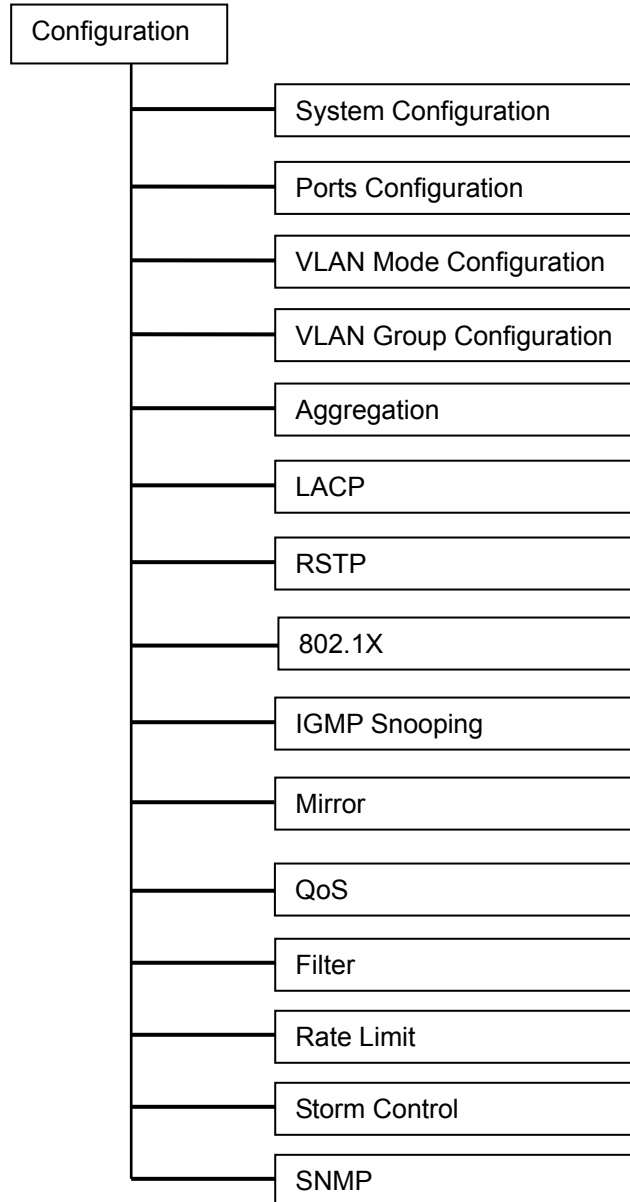 Configuration
System Configuration
Ports Configuration
VLAN Mode Configuration
VLAN Group Configuration
Aggregation
LACP
RSTP
802.1X
IGMP Snooping
Mirror
QoS
Filter
Rate Limit
Storm Control
SNMP